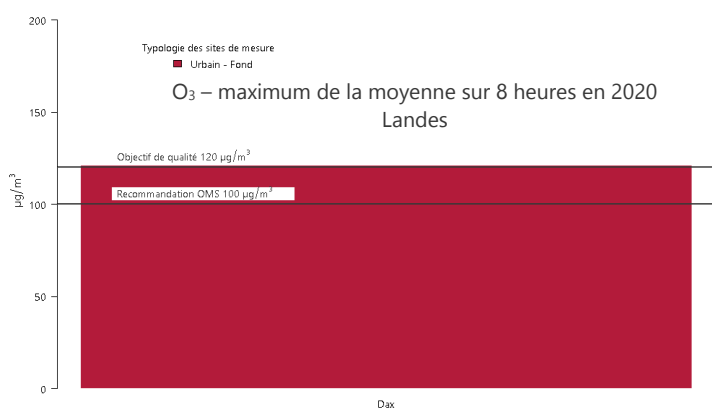 200
Typologie des sites de mesure
Urbain - Fond
O₃ – maximum de la moyenne sur 8 heures en 2020
Landes
150
Objectif de qualité 120 µg/m³
µg/m³
Recommandation OMS 100 µg/m³
100
50
0
Dax